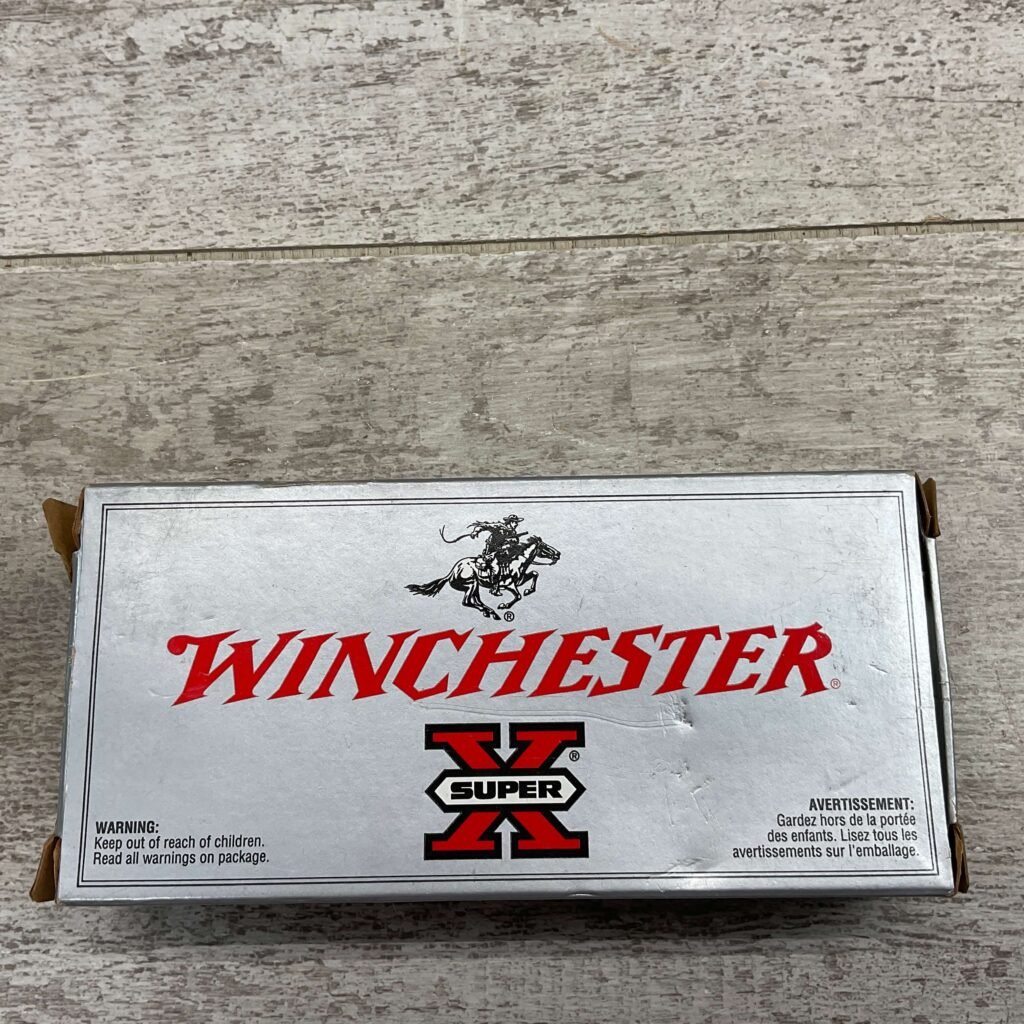 ®
WINCHESTER®
X®
SUPER
WARNING:
Keep out of reach of children.
Read all warnings on package.
AVERTISSEMENT:
Gardez hors de la portée
des enfants. Lisez tous les
avertissements sur l'emballage.